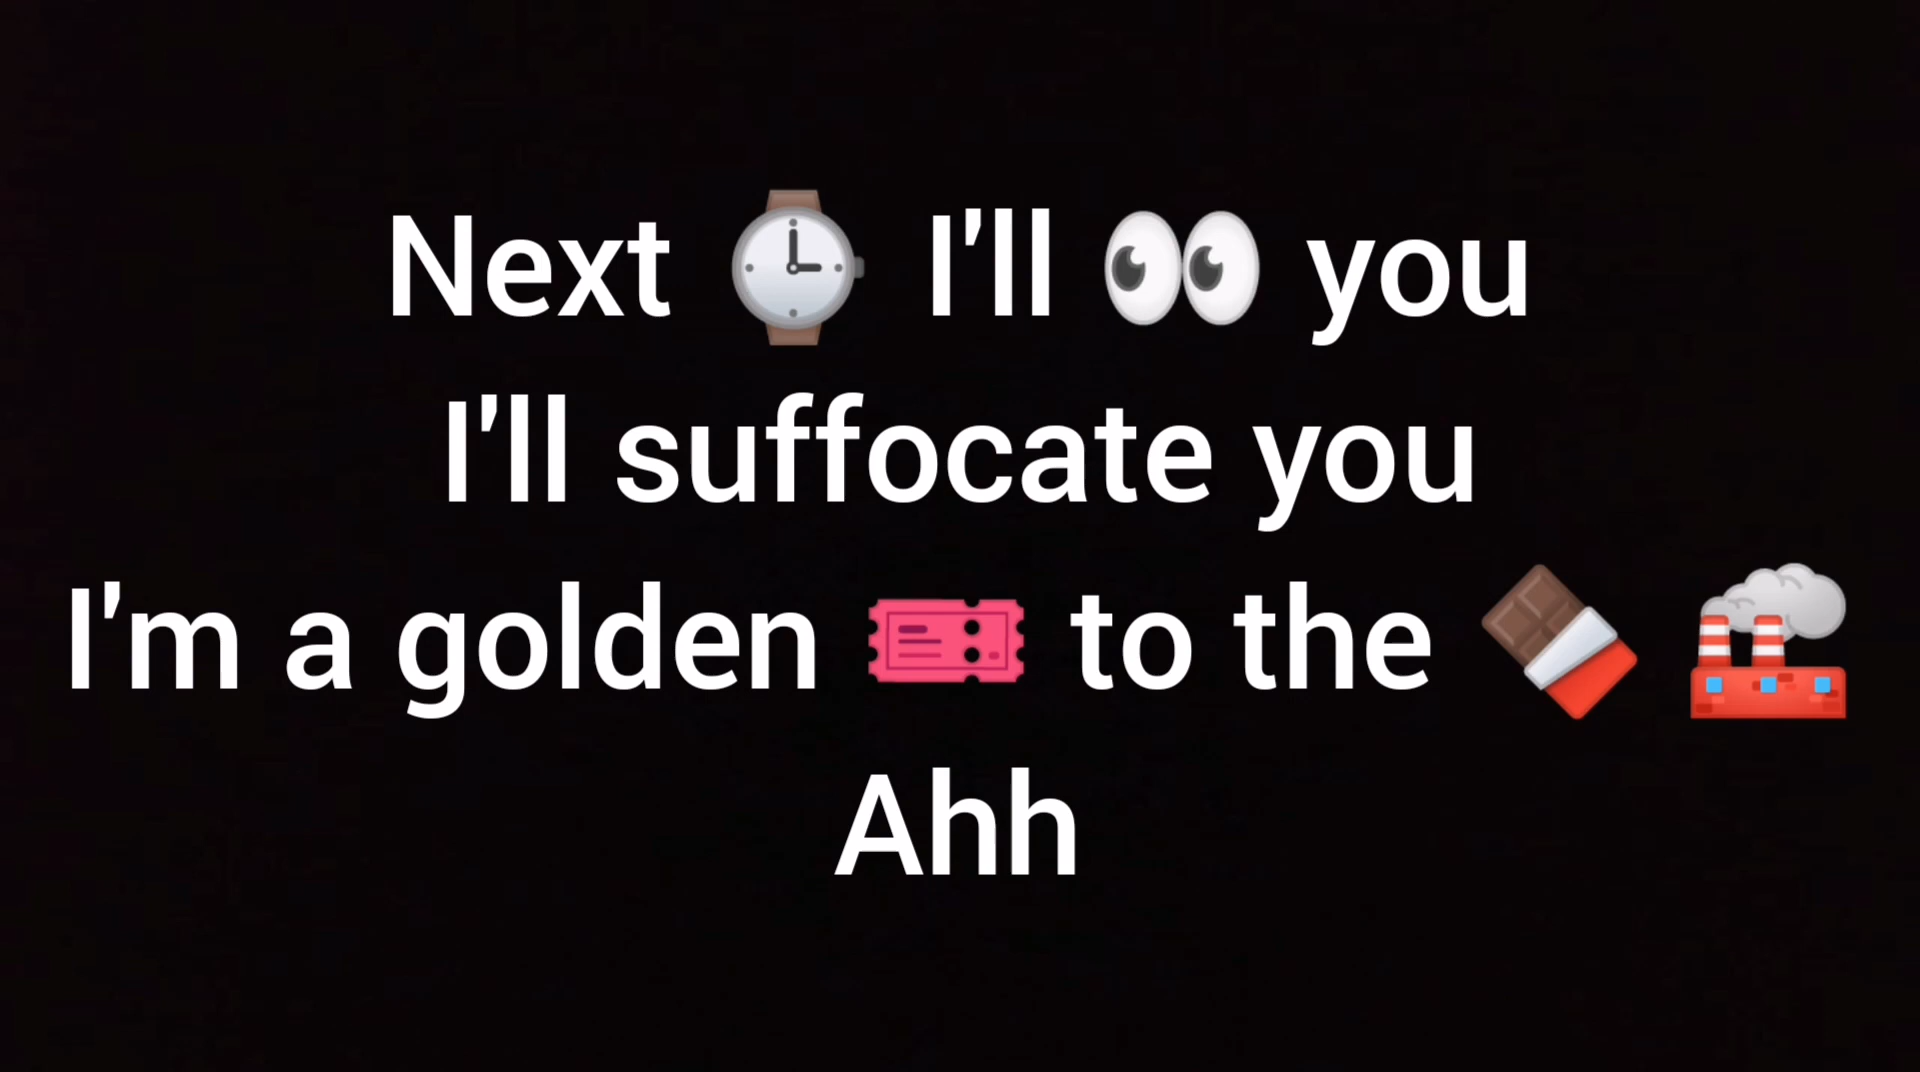 Next ⌚ I'll 👀 you
I'll suffocate you
I'm a golden 🎫 to the 🍫 🏭
Ahh